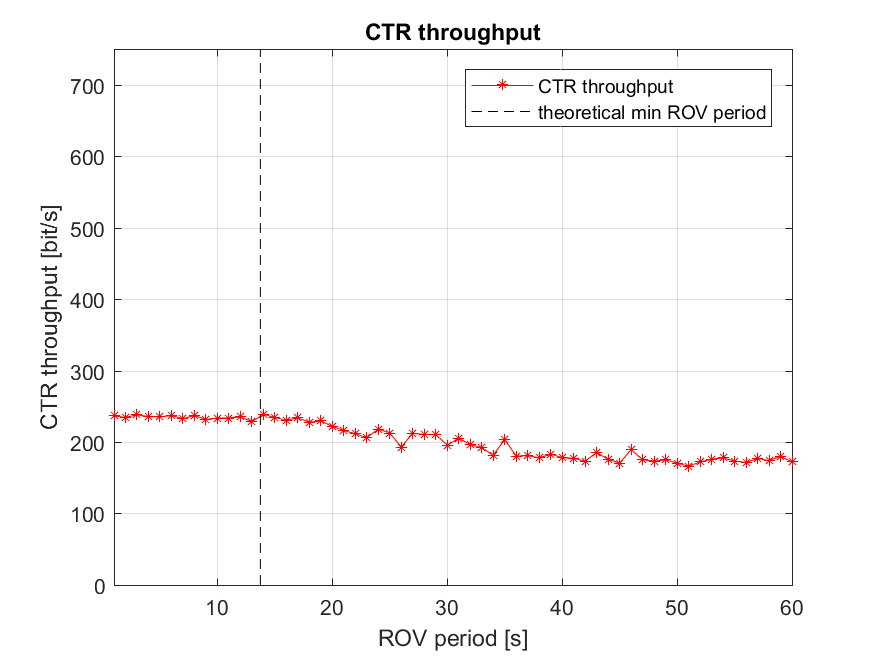 CTR throughput
CTR throughput
theoretical min ROV period
CTR throughput [bit/s]
700
600
500
400
300
200
100
0
10
20
30
40
50
60
ROV period [s]